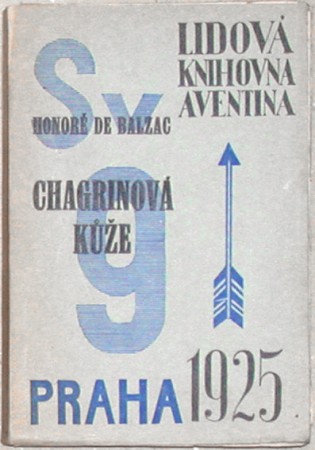 LIDOVÁ
KNIHOVNA
AVENTINA
Sv
9
HONORÉ DE BALZAC
CHAGRINOVÁ
KŮŽE
PRAHA 1925